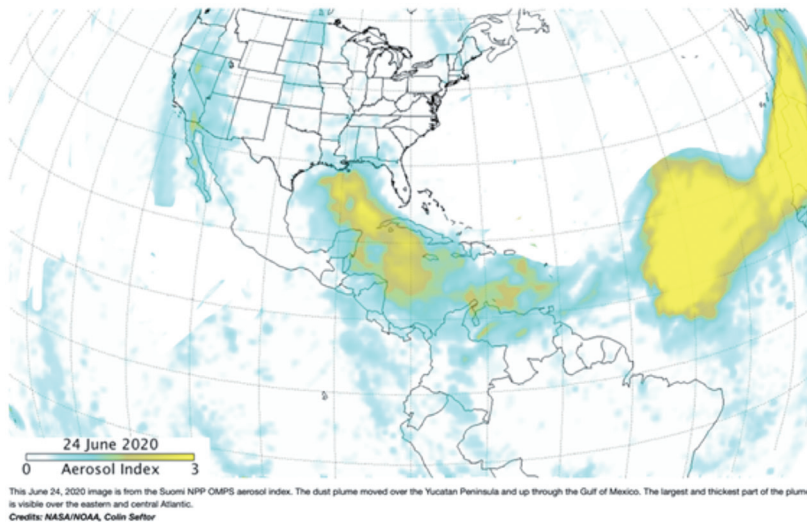 24 June 2020
0 Aerosol Index 3
This June 24, 2020 image is from the Suomi NPP OMPS aerosol index. The dust plume moved over the Yucatan Peninsula and up through the Gulf of Mexico. The largest and thickest part of the plume
is visible over the eastern and central Atlantic.
Credits: NASA/NOAA, Colin Seftor